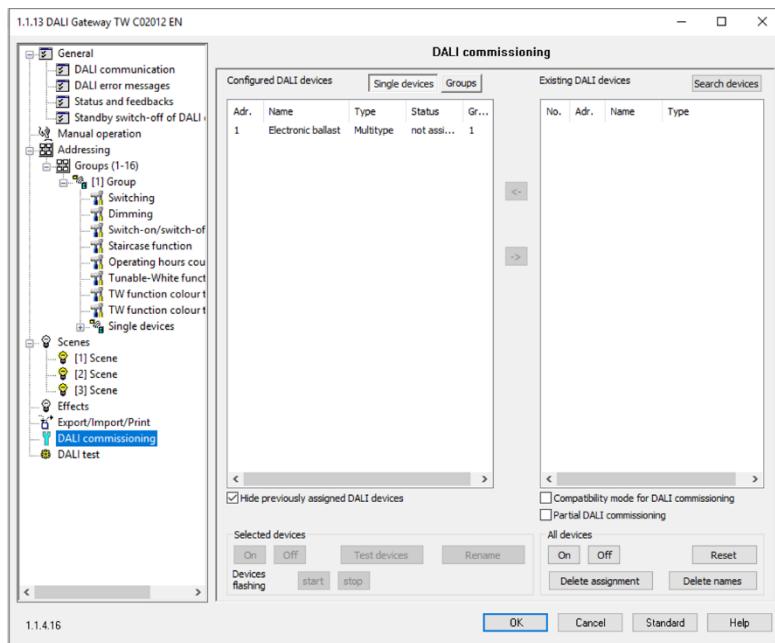 1.1.13 DALI Gateway TW C02012 EN
General
DALI communication
DALI error messages
Status and feedbacks
Standby switch-off of DALI
Manual operation
Addressing
Groups (1-16)
[1] Group
Switching
Dimming
Switch-on/switch-of
Staircase function
Operating hours cou
Tunable-White funct
TW function colour t
TW function colour t
Single devices
Scenes
[1] Scene
[2] Scene
[3] Scene
Effects
Export/Import/Print
DALI commissioning
DALI test
DALI commissioning
Configured DALI devices Single devices Groups
Adr. Name Type Status Gr...
1 Electronic ballast Multitype not assi... 1
Hide previously assigned DALI devices
Selected devices
On Off Test devices Rename
Devices
flashing start stop
<-
->
Existing DALI devices Search devices
No. Adr. Name Type
Compatibility mode for DALI commissioning
Partial DALI commissioning
All devices
On Off Reset
Delete assignment Delete names
1.1.4.16 OK Cancel Standard Help